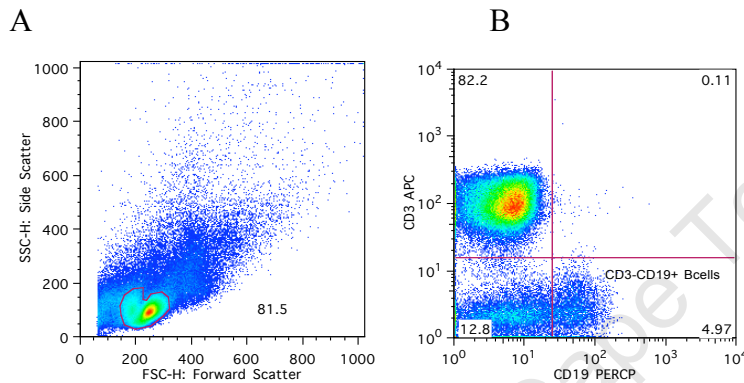 A
1000
800
600
400
200
0
SSC-H: Side Scatter
81.5
0 200 400 600 800 1000
FSC-H: Forward Scatter
B
10^4
10^3
10^2
10^1
10^0
CD3 APC
82.2 0.11
CD3-CD19+ Bcells
12.8 4.97
10^0 10^1 10^2 10^3 10^4
CD19 PERCP